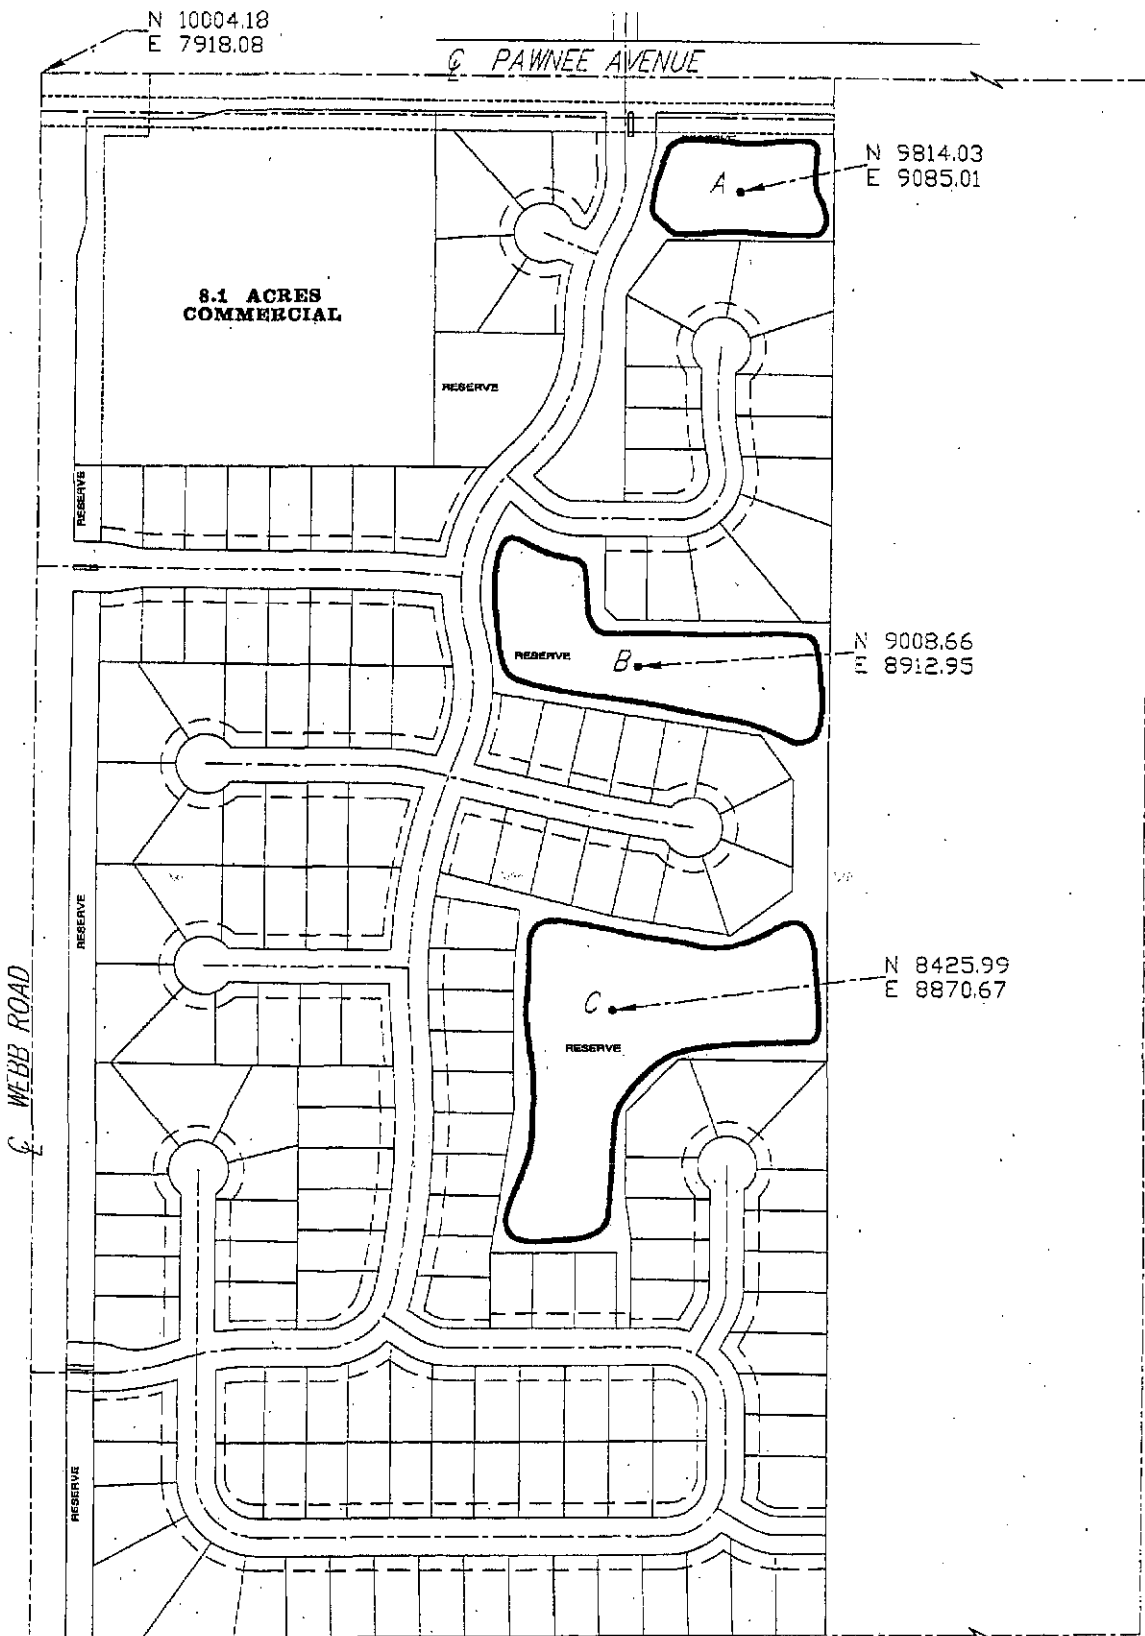 N 10004.18
E 7918.08
℄ PAWNEE AVENUE
N 9814.03
E 9085.01
A
8.1 ACRES
COMMERCIAL
RESERVE
RESERVE
RESERVE
B
N 9008.66
E 8912.95
RESERVE
℄ WEBB ROAD
N 8425.99
E 8870.67
C
RESERVE
RESERVE